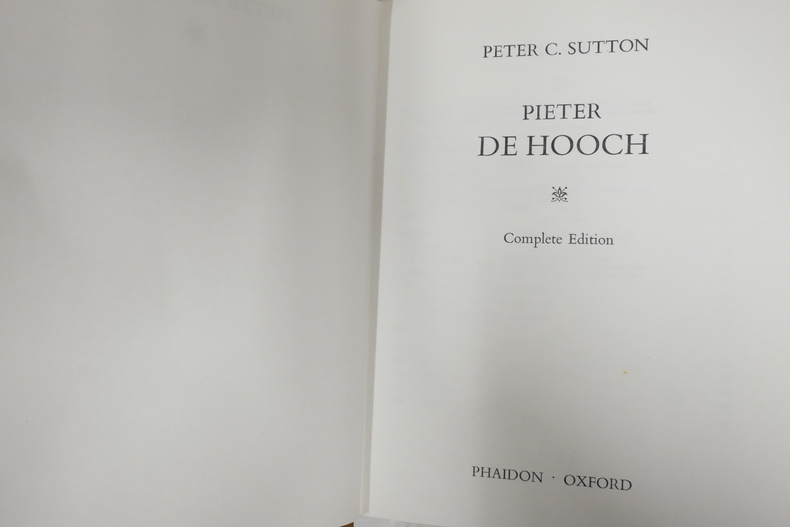 PETER C. SUTTON
PIETER
DE HOOCH
Complete Edition
PHAIDON · OXFORD